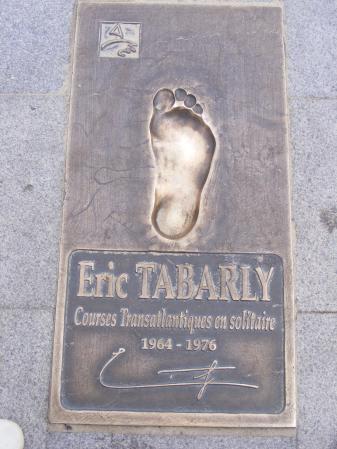 Eric TABARLY
Courses Transatlantiques en solitaire
1964 - 1976